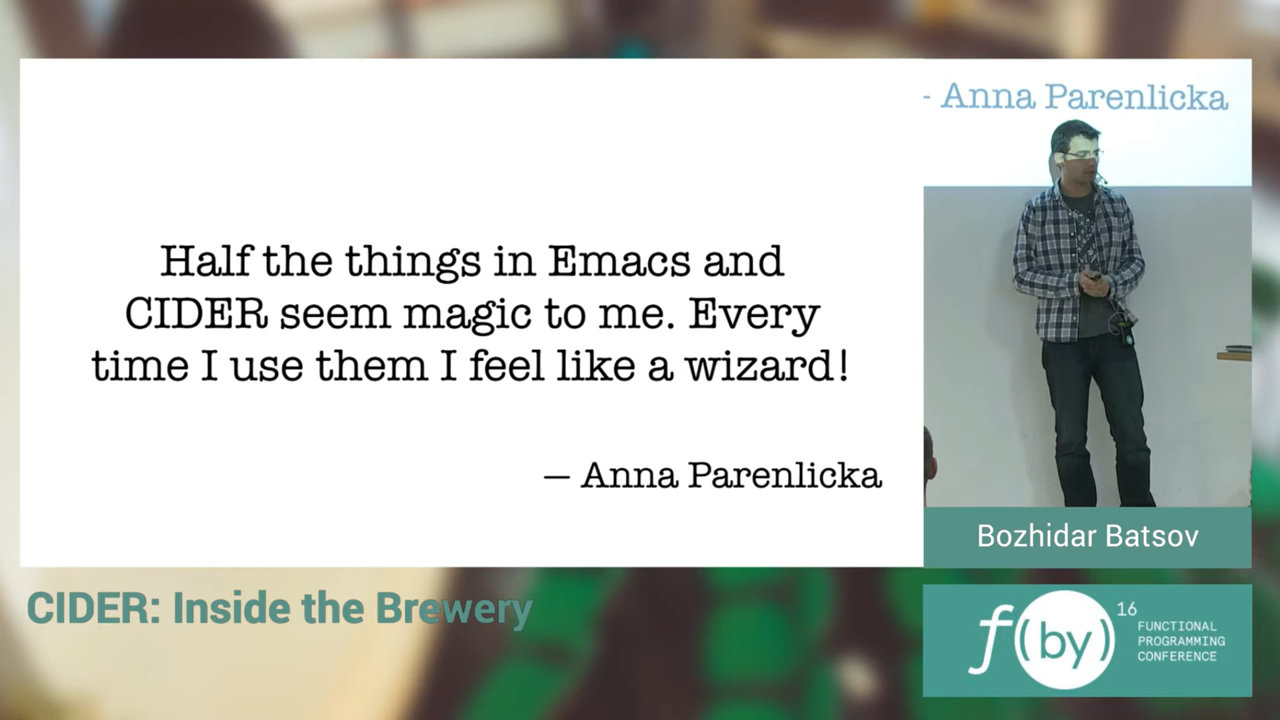 Half the things in Emacs and
CIDER seem magic to me. Every
time I use them I feel like a wizard!
— Anna Parenlicka
- Anna Parenlicka
Bozhidar Batsov
CIDER: Inside the Brewery
f(by) 16
FUNCTIONAL
PROGRAMMING
CONFERENCE